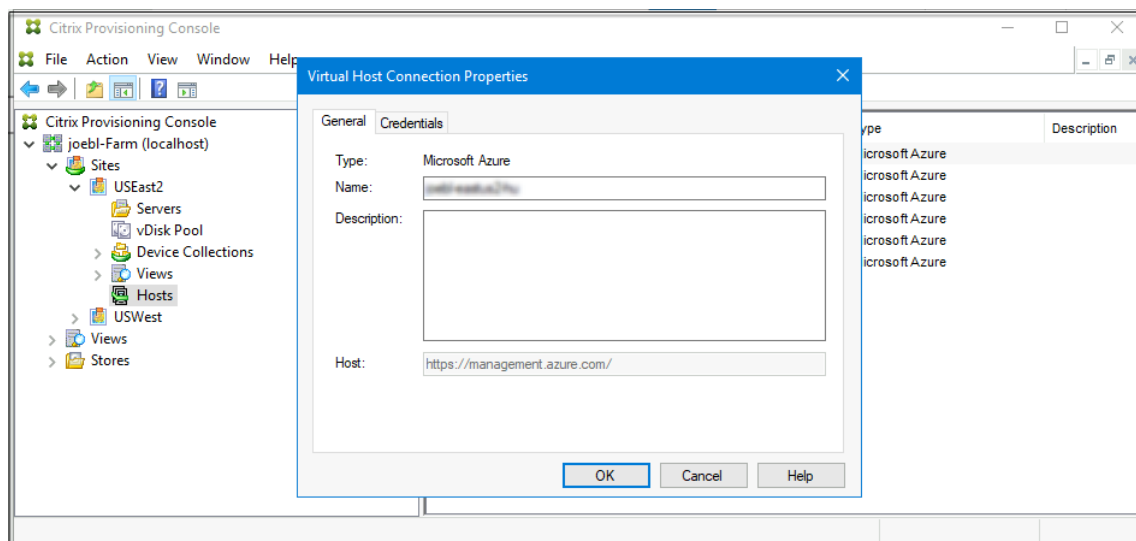 Citrix Provisioning Console
File Action View Window Help
Virtual Host Connection Properties
Citrix Provisioning Console
joebl-Farm (localhost)
Sites
USEast2
Servers
vDisk Pool
Device Collections
Views
Hosts
USWest
Views
Stores
General Credentials
Type: Microsoft Azure
Name:
Description:
Host: https://management.azure.com/
OK Cancel Help
ype Description
icrosoft Azure
icrosoft Azure
icrosoft Azure
icrosoft Azure
icrosoft Azure
icrosoft Azure